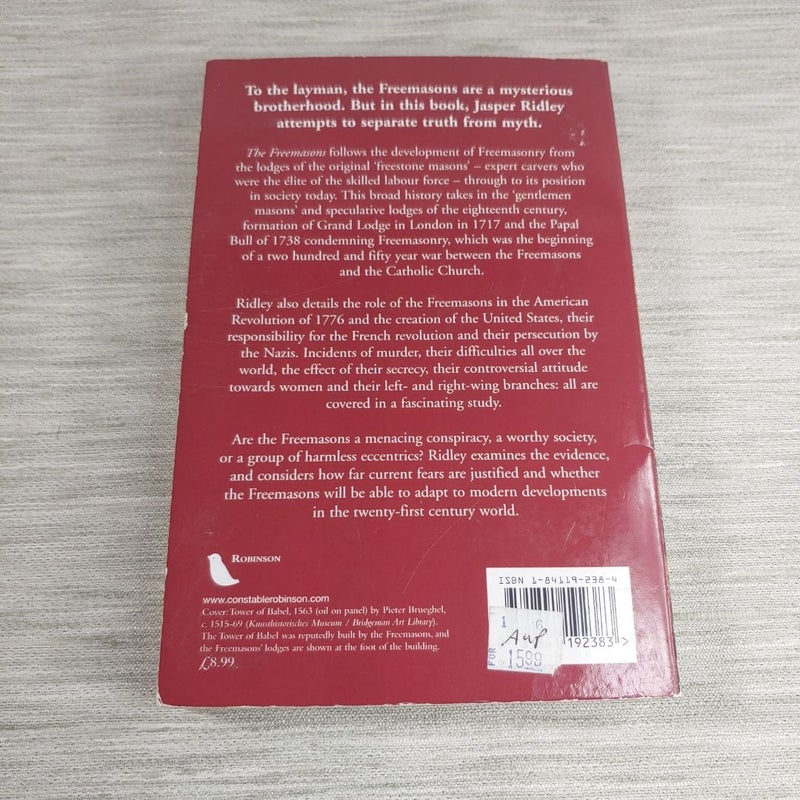 To the layman, the Freemasons are a mysterious
brotherhood. But in this book, Jasper Ridley
attempts to separate truth from myth.
The Freemasons follows the development of Freemasonry from
the lodges of the original ‘freestone masons’ – expert carvers who
were the élite of the skilled labour force – through to its position
in society today. This broad history takes in the ‘gentlemen
masons’ and speculative lodges of the eighteenth century,
formation of Grand Lodge in London in 1717 and the Papal
Bull of 1738 condemning Freemasonry, which was the beginning
of a two hundred and fifty year war between the Freemasons
and the Catholic Church.
Ridley also details the role of the Freemasons in the American
Revolution of 1776 and the creation of the United States, their
responsibility for the French revolution and their persecution by
the Nazis. Incidents of murder, their difficulties all over the
world, the effect of their secrecy, their controversial attitude
towards women and their left- and right-wing branches: all are
covered in a fascinating study.
Are the Freemasons a menacing conspiracy, a worthy society,
or a group of harmless eccentrics? Ridley examines the evidence,
and considers how far current fears are justified and whether
the Freemasons will be able to adapt to modern developments
in the twenty-first century world.
ROBINSON
www.constablerobinson.com
Cover: Tower of Babel, 1563 (oil on panel) by Pieter Brueghel,
c. 1515-69 (Kunsthistorisches Museum / Bridgeman Art Library).
The Tower of Babel was reputedly built by the Freemasons, and
the Freemasons' lodges are shown at the foot of the building.
£8.99
ISBN 1-84119-238-4
192383 >
1 6
FOR 1599